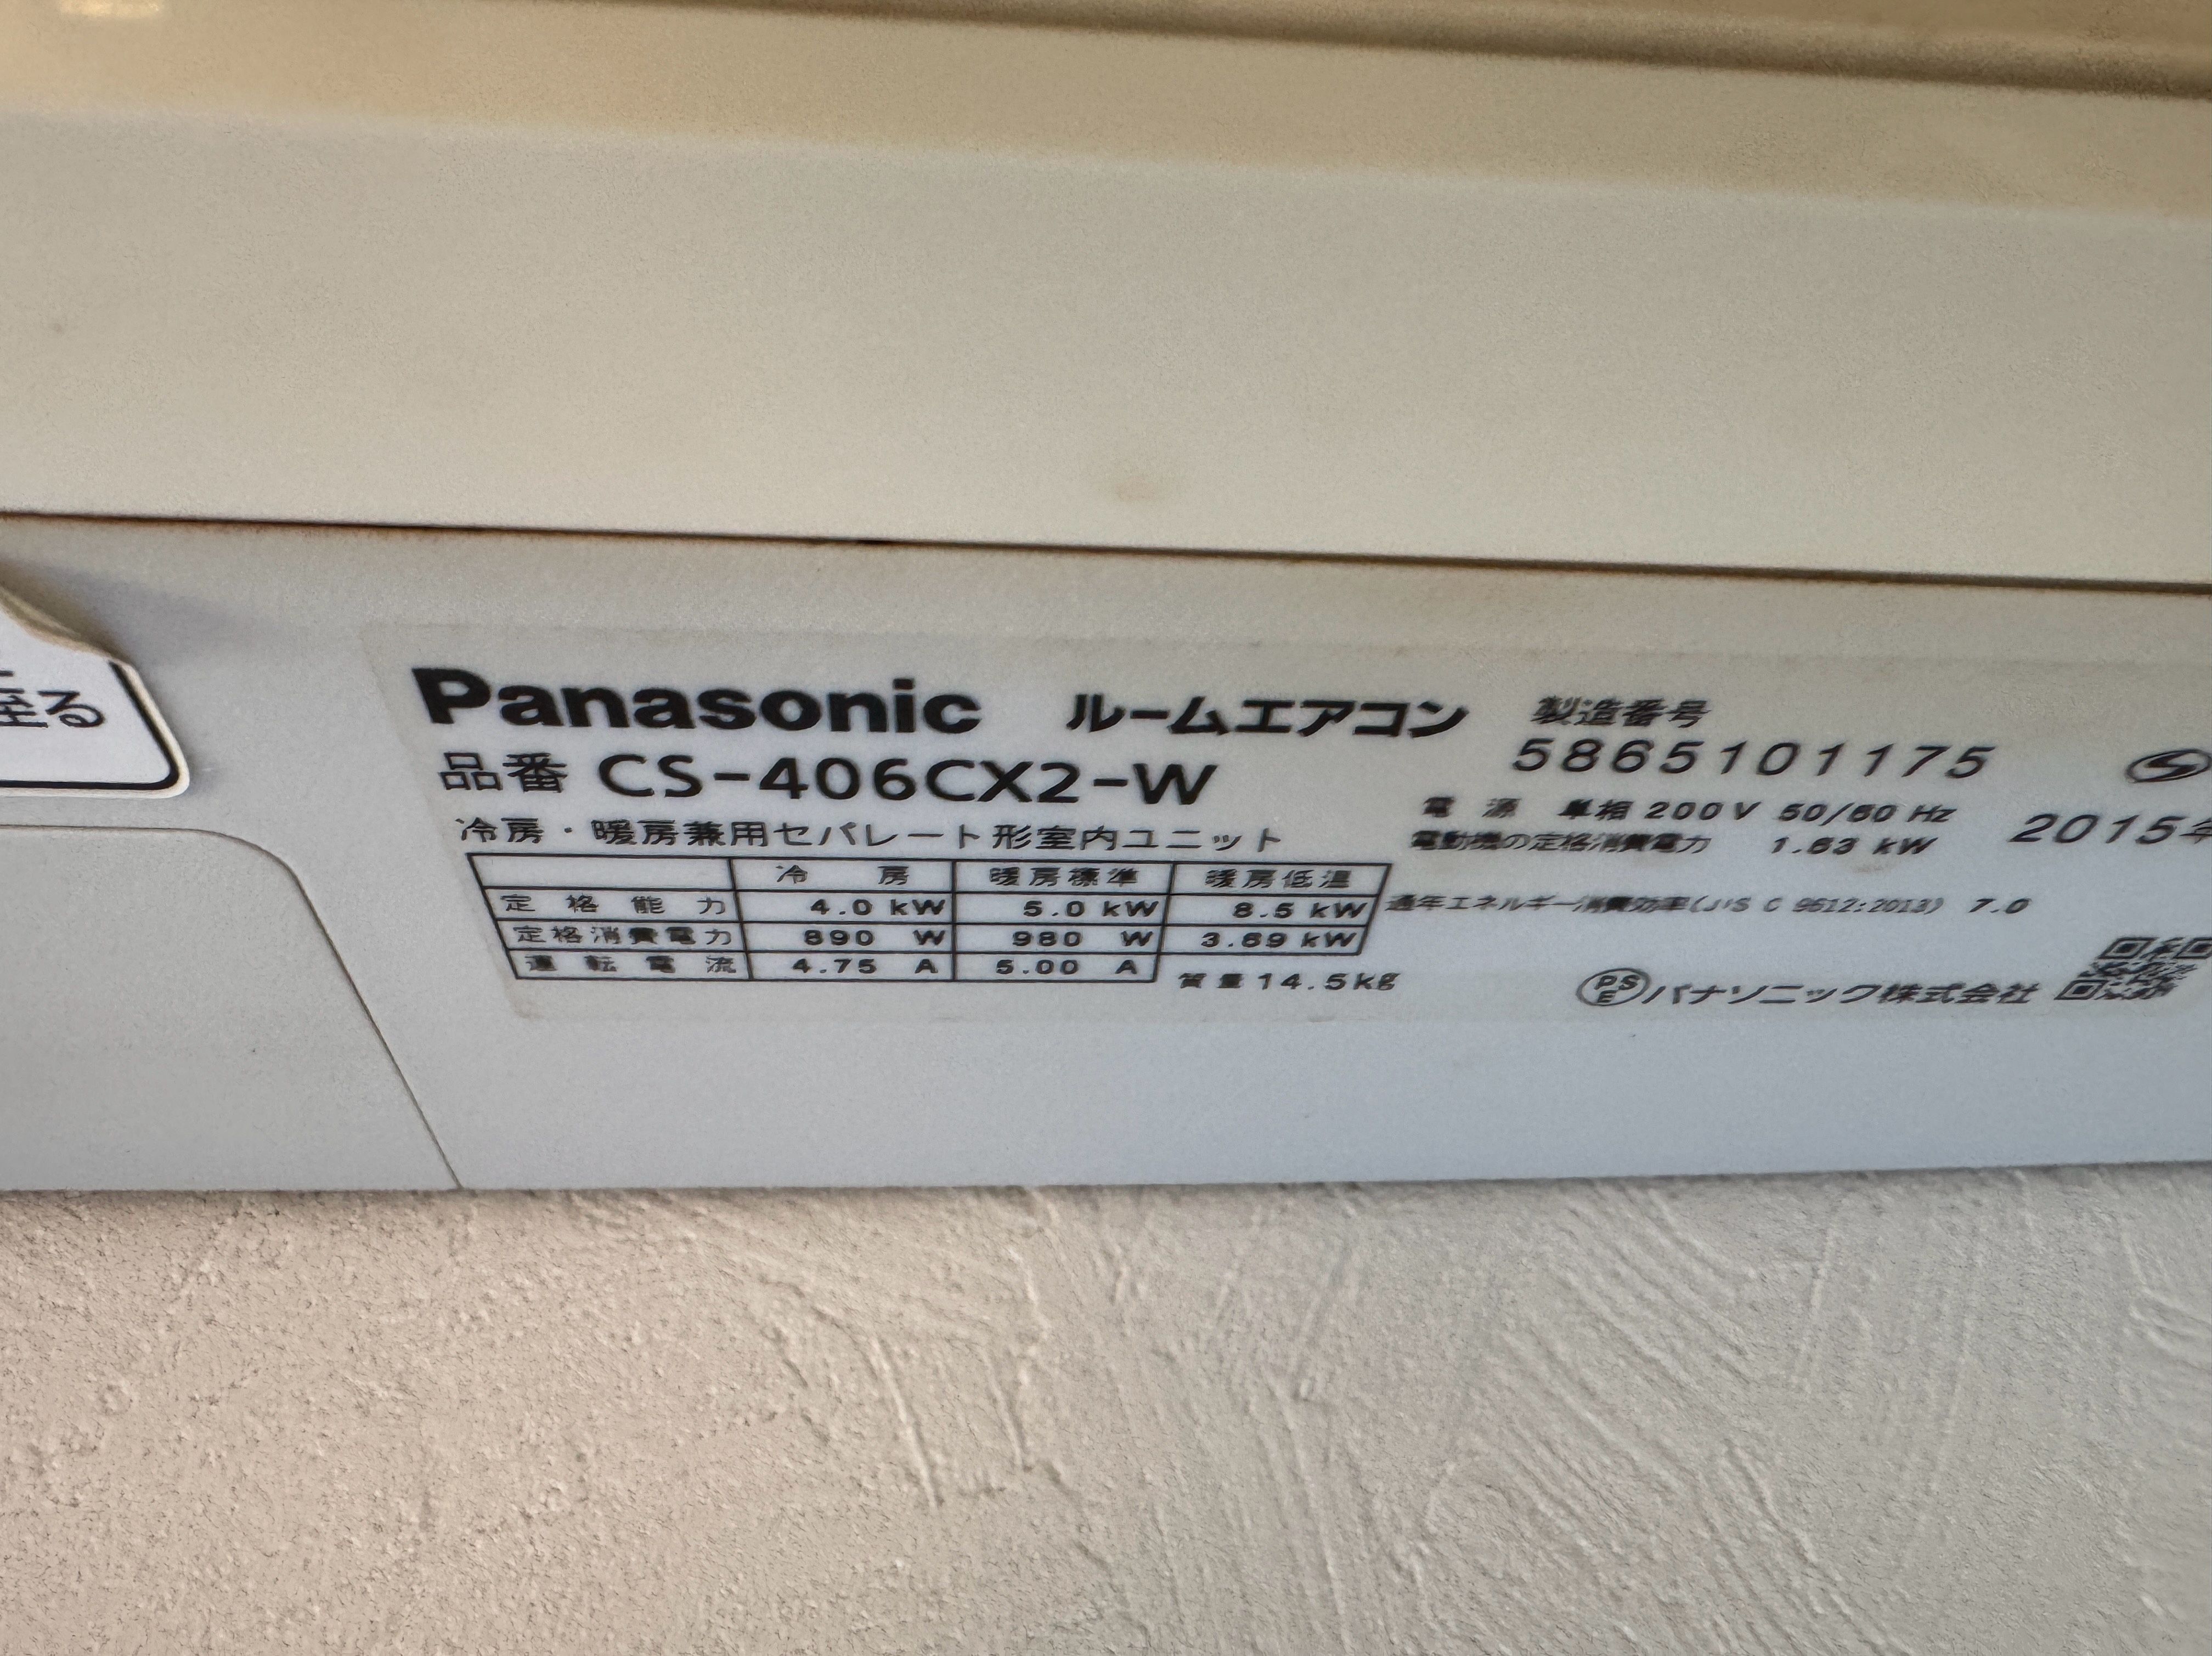 至る
Panasonic ルームエアコン
品番 CS-406CX2-W
冷房・暖房兼用セパレート形室内ユニット
冷房 暖房標準 暖房低温
定格能力 4.0 kW 5.0 kW 8.5 kW
定格消費電力 890 W 980 W 3.69 kW
運転電流 4.75 A 5.00 A
質量14.5kg
製造番号
5865101175
電源 単相 200V 50/60 Hz
電動機の定格消費電力 1.63 kW
2015年
通年エネルギー消費効率(JIS C 9612:2013) 7.0
PSE パナソニック株式会社